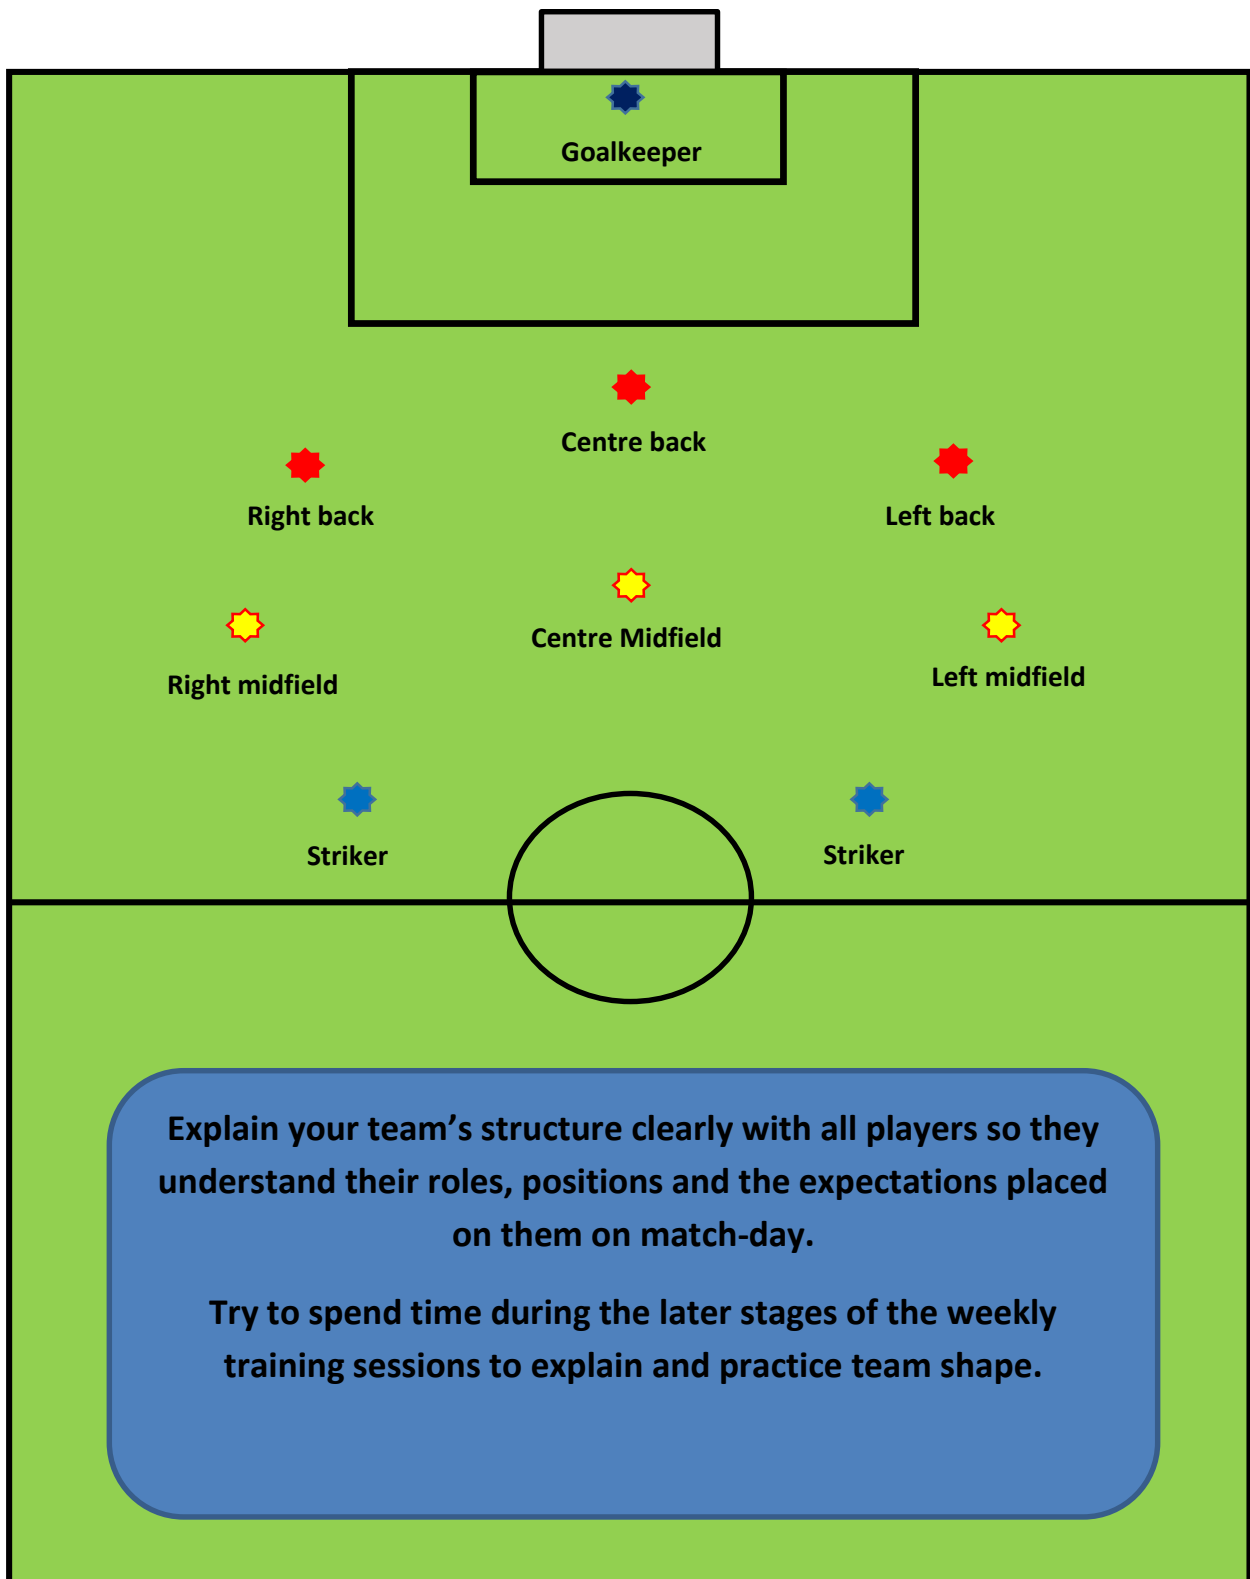 Goalkeeper
Centre back
Right back
Left back
Centre Midfield
Right midfield
Left midfield
Striker
Striker
Explain your team’s structure clearly with all players so they
understand their roles, positions and the expectations placed
on them on match-day.
Try to spend time during the later stages of the weekly
training sessions to explain and practice team shape.